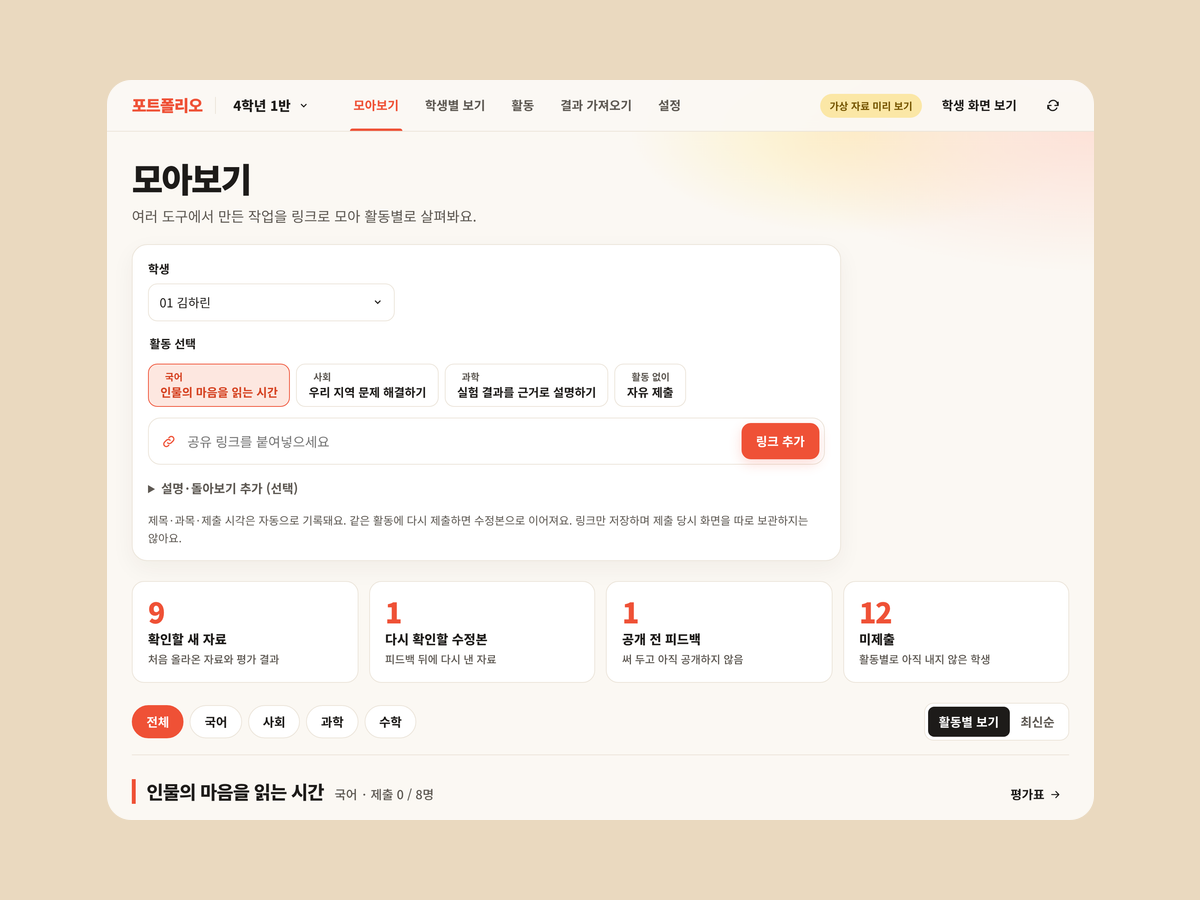 포트폴리오
4학년 1반
모아보기
학생별 보기
활동
결과 가져오기
설정
가상 자료 미리 보기
학생 화면 보기
모아보기
여러 도구에서 만든 작업을 링크로 모아 활동별로 살펴봐요.
학생
01 김하린
활동 선택
국어
인물의 마음을 읽는 시간
사회
우리 지역 문제 해결하기
과학
실험 결과를 근거로 설명하기
활동 없이
자유 제출
공유 링크를 붙여넣으세요
링크 추가
▶ 설명·돌아보기 추가 (선택)
제목·과목·제출 시각은 자동으로 기록돼요. 같은 활동에 다시 제출하면 수정본으로 이어져요. 링크만 저장하며 제출 당시 화면을 따로 보관하지는
않아요.
9
확인할 새 자료
처음 올라온 자료와 평가 결과
1
다시 확인할 수정본
피드백 뒤에 다시 낸 자료
1
공개 전 피드백
써 두고 아직 공개하지 않음
12
미제출
활동별로 아직 내지 않은 학생
전체
국어
사회
과학
수학
활동별 보기
최신순
인물의 마음을 읽는 시간
국어 · 제출 0 / 8명
평가표 →